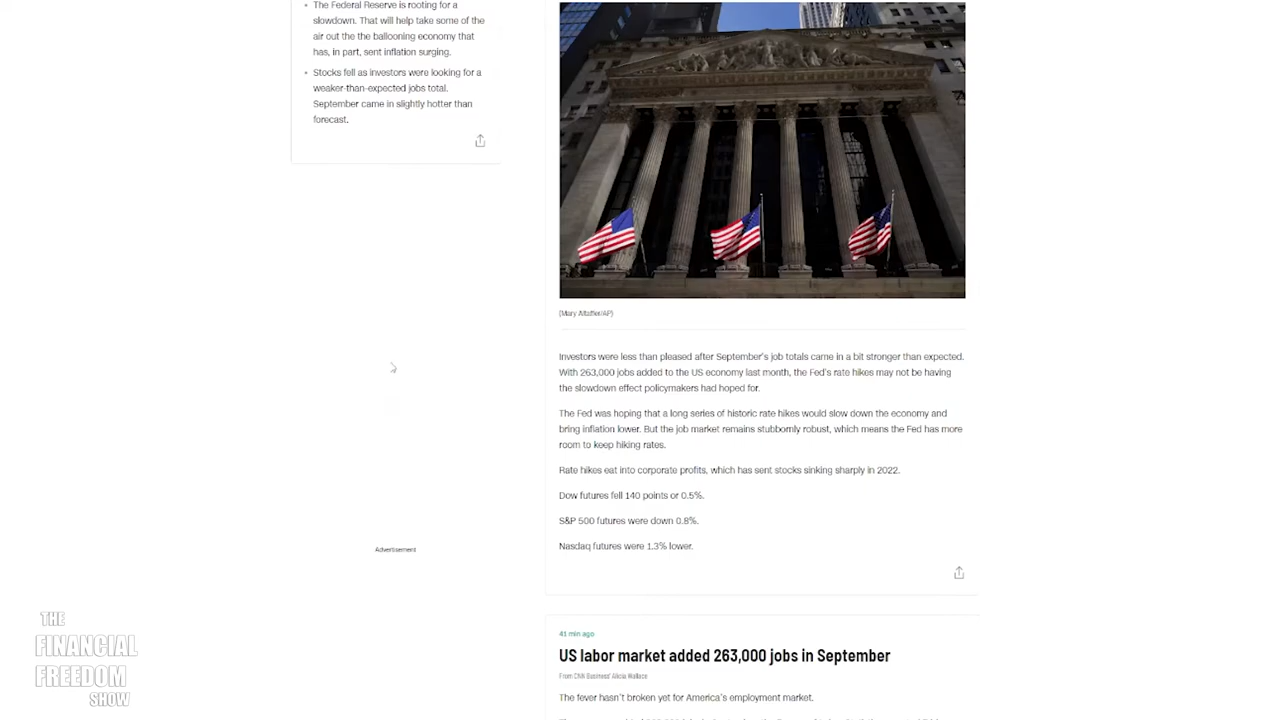 The Federal Reserve is rooting for a
slowdown. That will help take some of the
air out the the ballooning economy that
has, in part, sent inflation surging.
Stocks fell as investors were looking for a
weaker-than-expected jobs total.
September came in slightly hotter than
forecast.
(Mary Altaffer/AP)
Investors were less than pleased after September's job totals came in a bit stronger than expected.
With 263,000 jobs added to the US economy last month, the Fed's rate hikes may not be having
the slowdown effect policymakers had hoped for.
The Fed was hoping that a long series of historic rate hikes would slow down the economy and
bring inflation lower. But the job market remains stubbornly robust, which means the Fed has more
room to keep hiking rates.
Rate hikes eat into corporate profits, which has sent stocks sinking sharply in 2022.
Dow futures fell 140 points or 0.5%.
S&P 500 futures were down 0.8%.
Nasdaq futures were 1.3% lower.
Advertisement
41 min ago
US labor market added 263,000 jobs in September
From CNN Business' Alicia Wallace
The fever hasn't broken yet for America's employment market.
THE
FINANCIAL
FREEDOM
SHOW